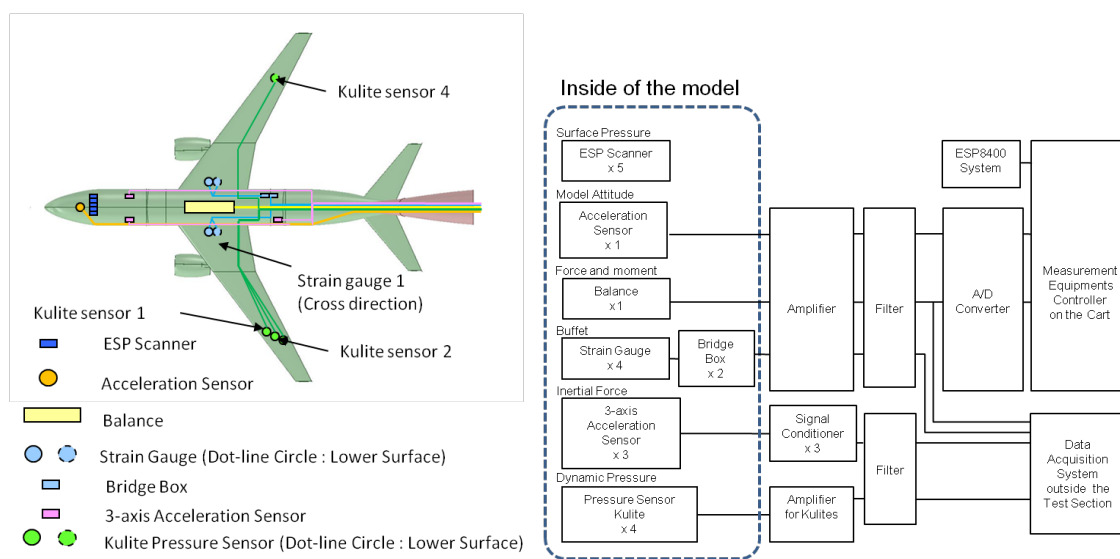 Kulite sensor 4
Strain gauge 1
(Cross direction)
Kulite sensor 1
Kulite sensor 2
ESP Scanner
Acceleration Sensor
Balance
Strain Gauge (Dot-line Circle : Lower Surface)
Bridge Box
3-axis Acceleration Sensor
Kulite Pressure Sensor (Dot-line Circle : Lower Surface)
Inside of the model
Surface Pressure
ESP Scanner
x 5
Model Attitude
Acceleration
Sensor
x 1
Force and moment
Balance
x1
Buffet
Strain Gauge
x 4
Bridge
Box
x 2
Inertial Force
3-axis
Acceleration
Sensor
x 3
Dynamic Pressure
Pressure Sensor
Kulite
x 4
Amplifier
Filter
Signal
Conditioner
x 3
Amplifier
for Kulites
Filter
ESP8400
System
A/D
Converter
Measurement
Equipments
Controller
on the Cart
Data
Acquisition
System
outside the
Test Section